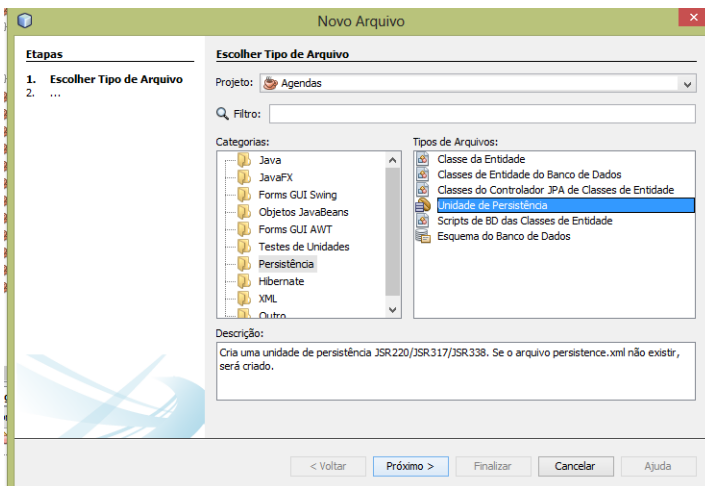 Novo Arquivo
Etapas
1. Escolher Tipo de Arquivo
2. ...
Escolher Tipo de Arquivo
Projeto: Agendas
Filtro:
Categorias:
Java
JavaFX
Forms GUI Swing
Objetos JavaBeans
Forms GUI AWT
Testes de Unidades
Persistência
Hibernate
XML
Outro
Tipos de Arquivos:
Classe da Entidade
Classes de Entidade do Banco de Dados
Classes do Controlador JPA de Classes de Entidade
Unidade de Persistência
Scripts de BD das Classes de Entidade
Esquema do Banco de Dados
Descrição:
Cria uma unidade de persistência JSR220/JSR317/JSR338. Se o arquivo persistence.xml não existir,
será criado.
< Voltar
Próximo >
Finalizar
Cancelar
Ajuda